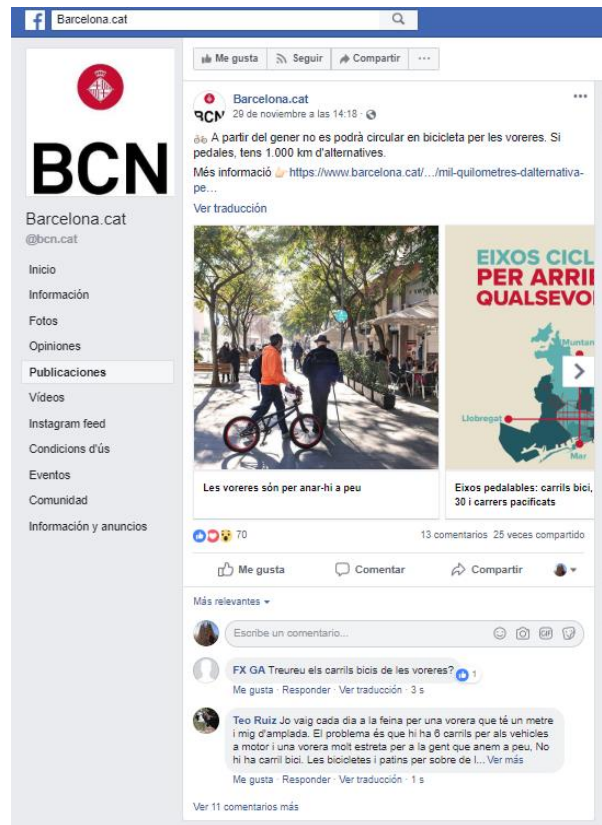 Barcelona.cat
BCN
Barcelona.cat
@bcn.cat
Inicio
Información
Fotos
Opiniones
Publicaciones
Vídeos
Instagram feed
Condicions d'ús
Eventos
Comunidad
Información y anuncios
Me gusta Seguir Compartir ...
BCN
Barcelona.cat
29 de noviembre a las 14:18 ·
A partir del gener no es podrà circular en bicicleta per les voreres. Si
pedales, tens 1.000 km d'alternatives.
Més informació https://www.barcelona.cat/…/mil-quilometres-dalternativa-
pe…
Ver traducción
EIXOS CICL
PER ARRI
QUALSEVO
Muntan
Llobregat
Mar
Les voreres són per anar-hi a peu
Eixos pedalables: carrils bici,
30 i carrers pacificats
70
13 comentarios 25 veces compartido
Me gusta Comentar Compartir
Más relevantes
Escribe un comentario...
GIF
FX GA Treureu els carrils bicis de les voreres?
1
Me gusta · Responder · Ver traducción · 3 s
Teo Ruiz Jo vaig cada dia a la feina per una vorera que té un metre
i mig d'amplada. El problema és que hi ha 6 carrils per als vehicles
a motor i una vorera molt estreta per a la gent que anem a peu, No
hi ha carril bici. Les bicicletes i patins per sobre de l... Ver más
Me gusta · Responder · Ver traducción · 1 s
Ver 11 comentarios más